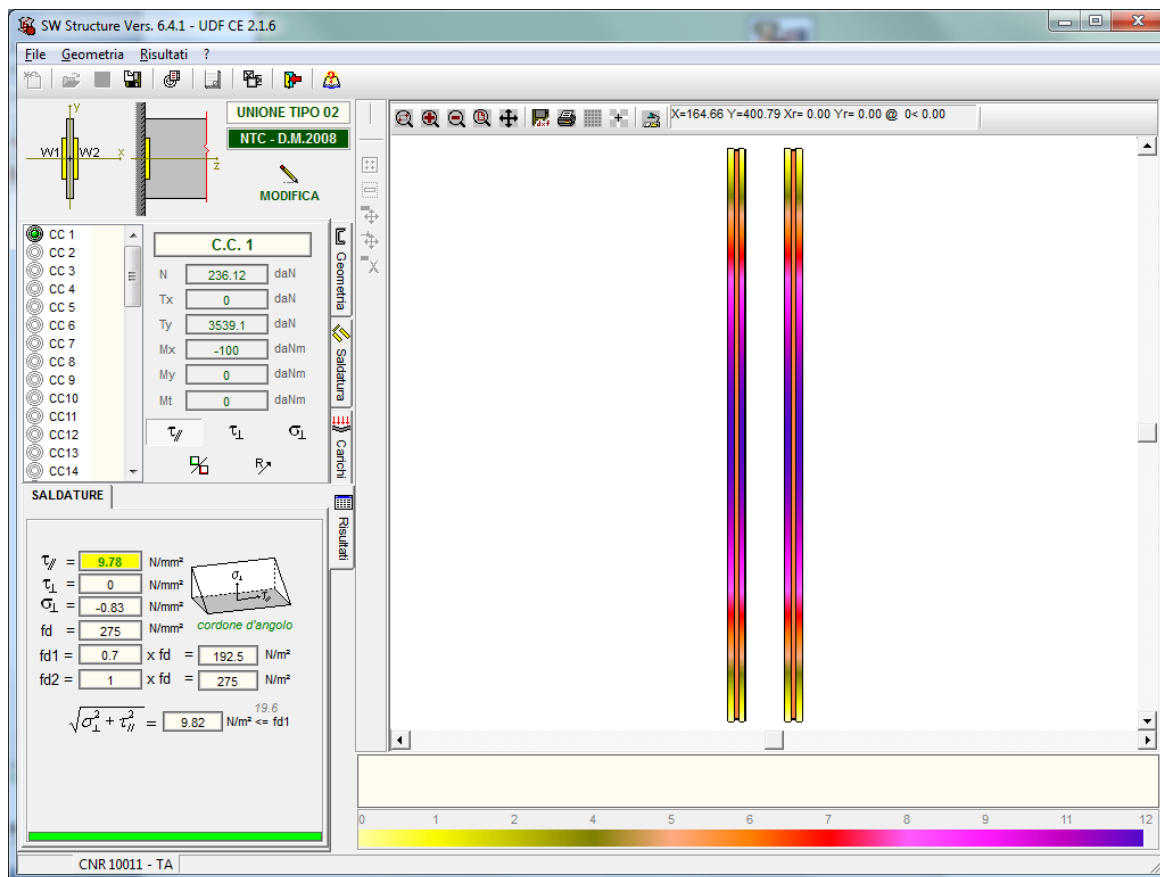 SW Structure Vers. 6.4.1 - UDF CE 2.1.6
File Geometria Risultati ?
X=164.66 Y=400.79 Xr= 0.00 Yr= 0.00 @ 0< 0.00
y
W1 W2 x
z
UNIONE TIPO 02
NTC - D.M.2008
MODIFICA
CC 1
CC 2
CC 3
CC 4
CC 5
CC 6
CC 7
CC 8
CC 9
CC10
CC11
CC12
CC13
CC14
C.C. 1
N 236.12 daN
Tx 0 daN
Ty 3539.1 daN
Mx -100 daNm
My 0 daNm
Mt 0 daNm
τ// τ⊥ σ⊥
R
Geometria
Saldatura
Carichi
Risultati
SALDATURE
τ// = 9.78 N/mm²
τ⊥ = 0 N/mm²
σ⊥ = -0.83 N/mm²
fd = 275 N/mm²
σ⊥
τ//
cordone d'angolo
fd1 = 0.7 x fd = 192.5 N/m²
fd2 = 1 x fd = 275 N/m²
19.6
√σ⊥² + τ//² = 9.82 N/m² <= fd1
0 1 2 4 5 6 7 8 9 11 12
CNR 10011 - TA